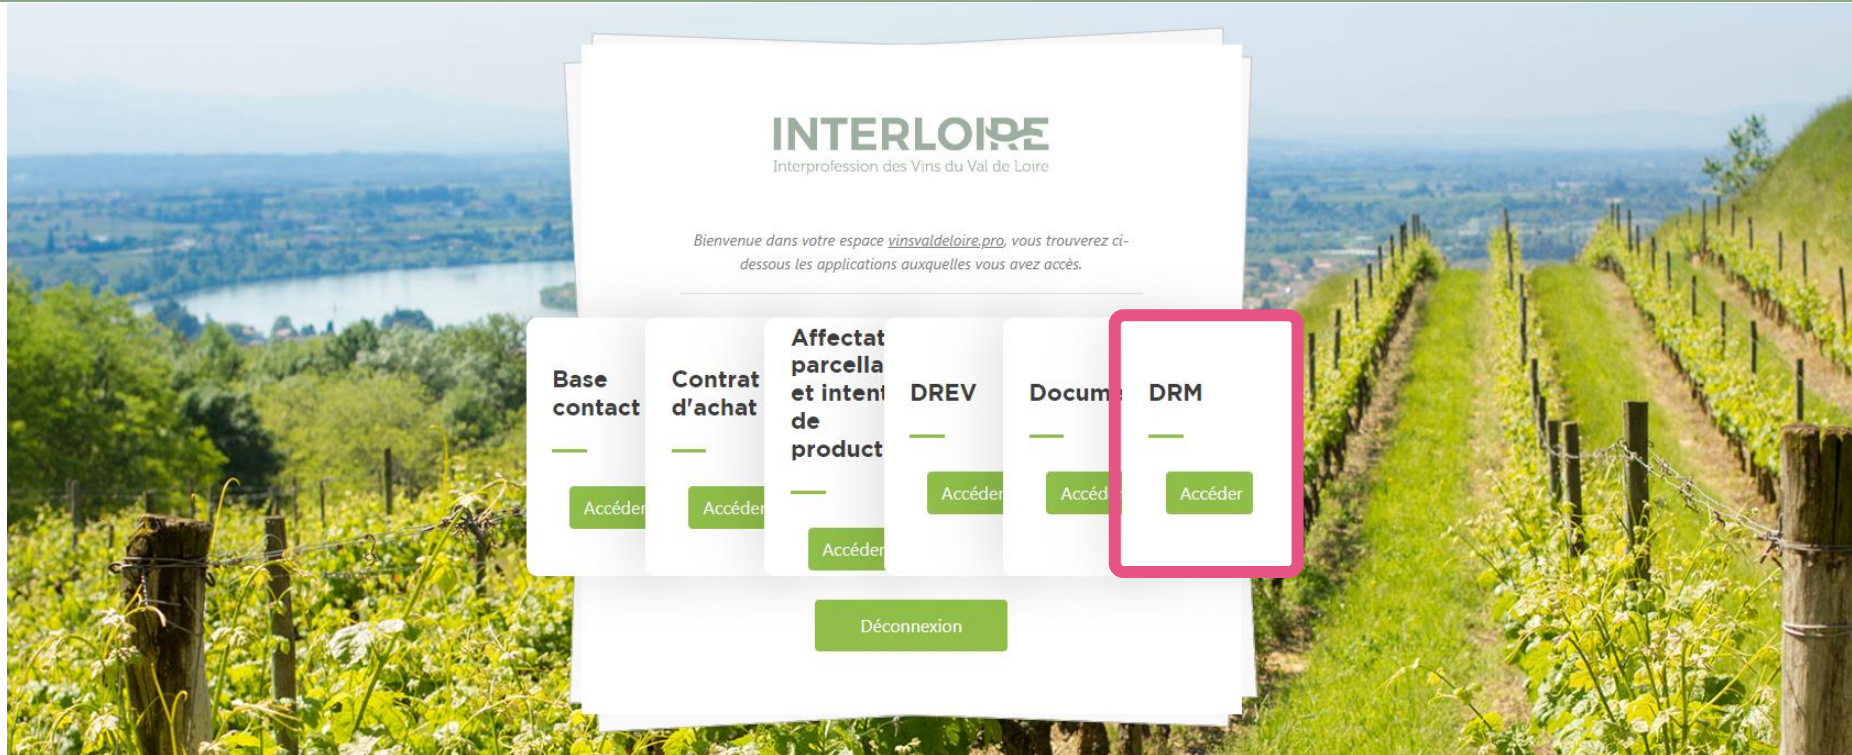 INTERLOIRE
Interprofession des Vins du Val de Loire
Bienvenue dans votre espace vinsvaldeloire.pro, vous trouverez ci-
dessous les applications auxquelles vous avez accès.
Base
contact
Accéder
Contrat
d'achat
Accéder
Affectat
parcella
et intent
de
product
Accéder
DREV
Accéder
Docume
Accéd
DRM
Accéder
Déconnexion